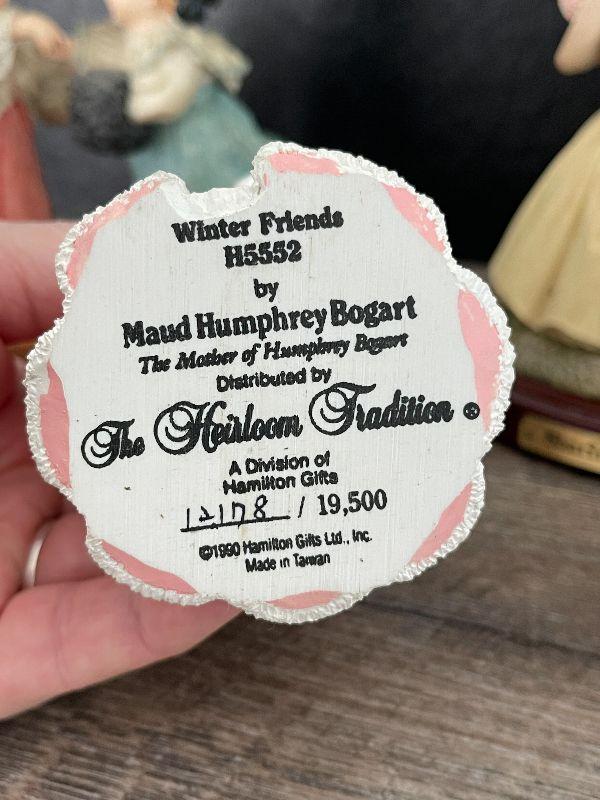 Winter Friends
H5552
by
Maud Humphrey Bogart
The Mother of Humphrey Bogart
Distributed by
The Heirloom Tradition ®
A Division of
Hamilton Gifts
12178 / 19,500
©1990 Hamilton Gifts Ltd., Inc.
Made in Taiwan